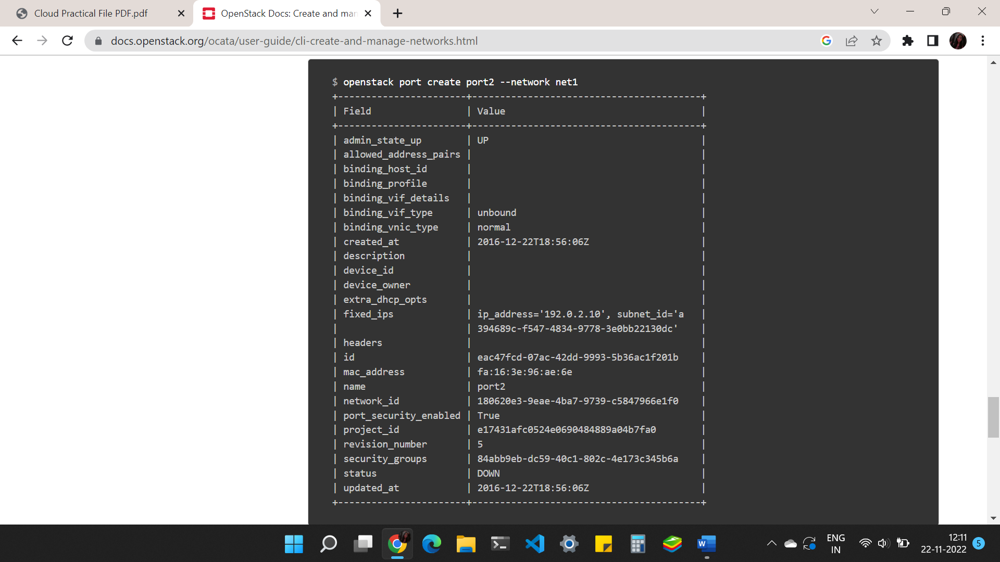 Cloud Practical File PDF.pdf
OpenStack Docs: Create and man
docs.openstack.org/ocata/user-guide/cli-create-and-manage-networks.html
$ openstack port create port2 --network net1
+-----------------------+-----------------------------------------+
| Field                 | Value                                   |
+-----------------------+-----------------------------------------+
| admin_state_up        | UP                                      |
| allowed_address_pairs |                                         |
| binding_host_id       |                                         |
| binding_profile       |                                         |
| binding_vif_details   |                                         |
| binding_vif_type      | unbound                                 |
| binding_vnic_type     | normal                                  |
| created_at            | 2016-12-22T18:56:06Z                    |
| description           |                                         |
| device_id             |                                         |
| device_owner          |                                         |
| extra_dhcp_opts       |                                         |
| fixed_ips             | ip_address='192.0.2.10', subnet_id='a   |
|                       | 394689c-f547-4834-9778-3e0bb22130dc'    |
| headers               |                                         |
| id                    | eac47fcd-07ac-42dd-9993-5b36ac1f201b    |
| mac_address           | fa:16:3e:96:ae:6e                       |
| name                  | port2                                   |
| network_id            | 180620e3-9eae-4ba7-9739-c5847966e1f0    |
| port_security_enabled | True                                    |
| project_id            | e17431afc0524e0690484889a04b7fa0        |
| revision_number       | 5                                       |
| security_groups       | 84abb9eb-dc59-40c1-802c-4e173c345b6a    |
| status                | DOWN                                    |
| updated_at            | 2016-12-22T18:56:06Z                    |
+-----------------------+-----------------------------------------+
ENG
IN
12:11
22-11-2022
5